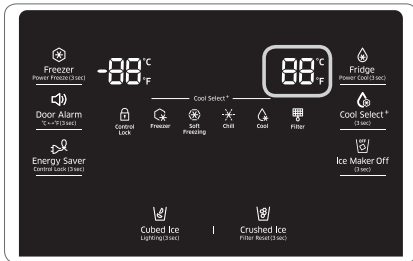 Freezer
Power Freeze (3 sec)
Door Alarm
°C ↔ °F (3 sec)
Energy Saver
Control Lock (3 sec)
-88 °C °F
88 °C °F
Cool Select+
Control Lock
Freezer
Soft Freezing
Chill
Cool
Filter
Fridge
Power Cool (3 sec)
Cool Select+
(3 sec)
OFF
Ice Maker Off
(3 sec)
Cubed Ice
Lighting (3 sec)
|
Crushed Ice
Filter Reset (3 sec)